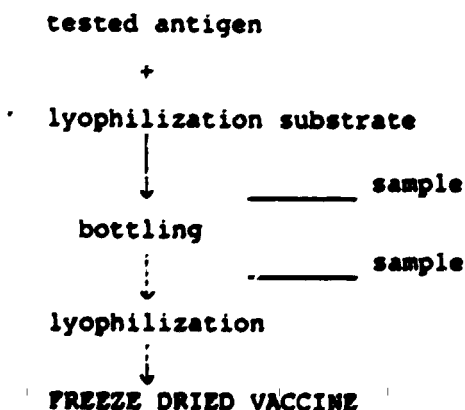 tested antigen
+
lyophilization substrate
sample
bottling
sample
lyophilization
FREEZE DRIED VACCINE